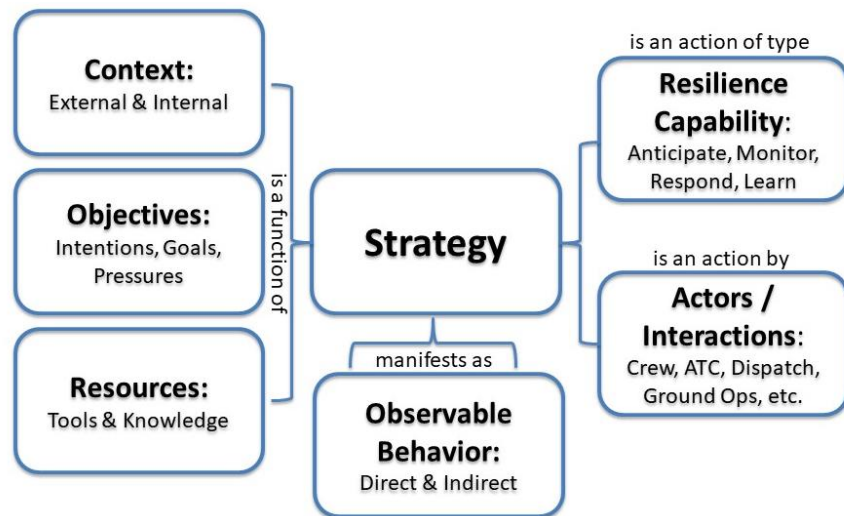 Context:
External & Internal
Objectives:
Intentions, Goals,
Pressures
Resources:
Tools & Knowledge
is a function of
Strategy
manifests as
Observable
Behavior:
Direct & Indirect
is an action of type
Resilience
Capability:
Anticipate, Monitor,
Respond, Learn
is an action by
Actors /
Interactions:
Crew, ATC, Dispatch,
Ground Ops, etc.